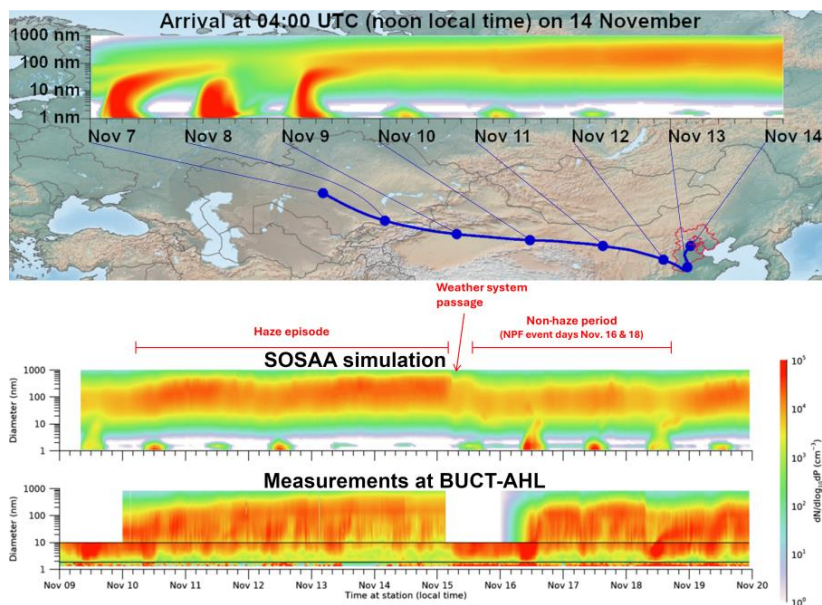 Arrival at 04:00 UTC (noon local time) on 14 November
1000 nm
100 nm
10 nm
1 nm
Nov 7 Nov 8 Nov 9 Nov 10 Nov 11 Nov 12 Nov 13 Nov 14
Weather system
passage
Haze episode
Non-haze period
(NPF event days Nov. 16 & 18)
SOSAA simulation
Diameter (nm)
1000
100
10
1
Measurements at BUCT-AHL
Diameter (nm)
1000
100
10
1
Nov 09 Nov 10 Nov 11 Nov 12 Nov 13 Nov 14 Nov 15 Nov 16 Nov 17 Nov 18 Nov 19 Nov 20
Time at station (local time)
10⁵
10⁴
10³
10²
10¹
10⁰
dN/dlog₁₀dP (cm⁻³)